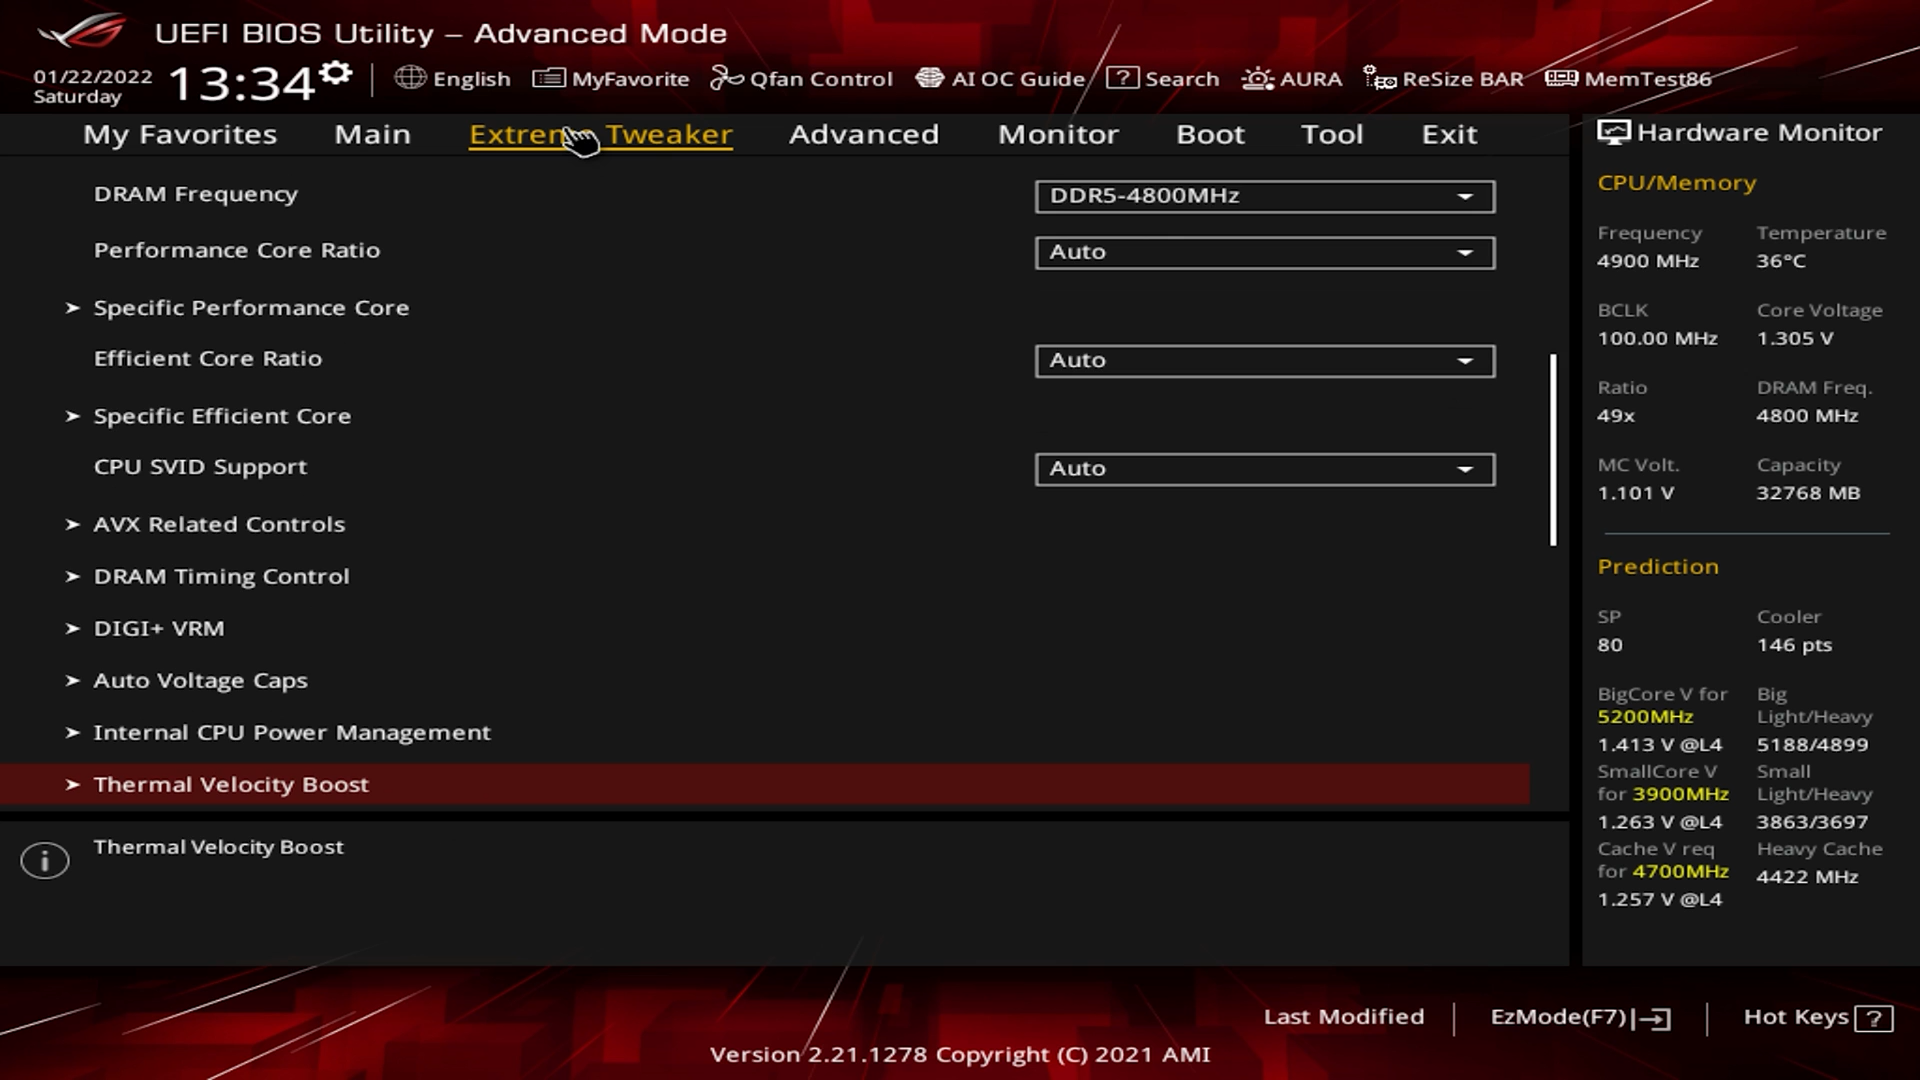 UEFI BIOS Utility – Advanced Mode
01/22/2022
Saturday
13:34
English
MyFavorite
Qfan Control
AI OC Guide
Search
AURA
ReSize BAR
MemTest86
My Favorites
Main
Extreme Tweaker
Advanced
Monitor
Boot
Tool
Exit
DRAM Frequency
DDR5-4800MHz
Performance Core Ratio
Auto
Specific Performance Core
Efficient Core Ratio
Auto
Specific Efficient Core
CPU SVID Support
Auto
AVX Related Controls
DRAM Timing Control
DIGI+ VRM
Auto Voltage Caps
Internal CPU Power Management
Thermal Velocity Boost
Thermal Velocity Boost
Hardware Monitor
CPU/Memory
Frequency Temperature
4900 MHz 36°C
BCLK Core Voltage
100.00 MHz 1.305 V
Ratio DRAM Freq.
49x 4800 MHz
MC Volt. Capacity
1.101 V 32768 MB
Prediction
SP Cooler
80 146 pts
BigCore V for Big
5200MHz Light/Heavy
1.413 V @L4 5188/4899
SmallCore V Small
for 3900MHz Light/Heavy
1.263 V @L4 3863/3697
Cache V req Heavy Cache
for 4700MHz 4422 MHz
1.257 V @L4
Last Modified
EzMode(F7)
Hot Keys ?
Version 2.21.1278 Copyright (C) 2021 AMI